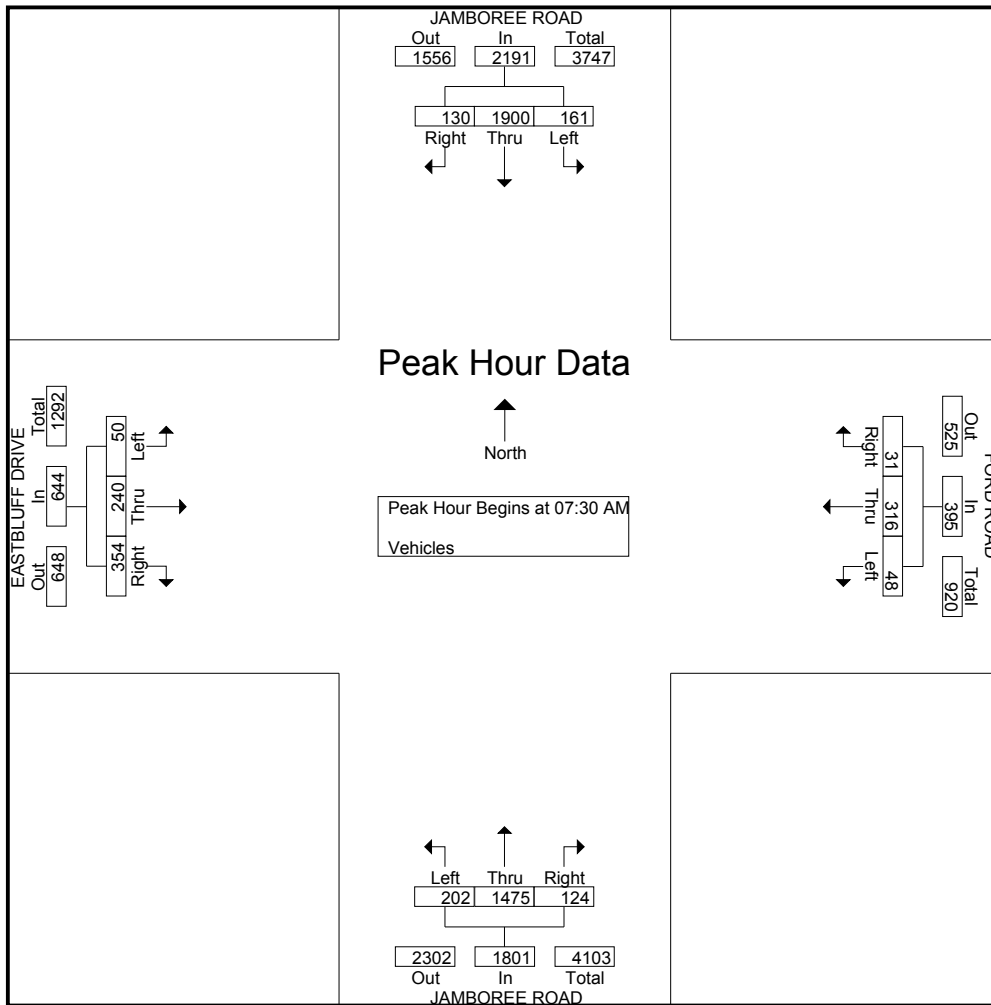 JAMBOREE ROAD
Out In Total
1556 2191 3747
130 1900 161
Right Thru Left
Peak Hour Data
North
Peak Hour Begins at 07:30 AM
Vehicles
EASTBLUFF DRIVE
Out In Total
648 644 1292
354 240 50
Right Thru Left
FORD ROAD
Out In Total
525 395 920
31 316 48
Right Thru Left
Left Thru Right
202 1475 124
2302 1801 4103
Out In Total
JAMBOREE ROAD